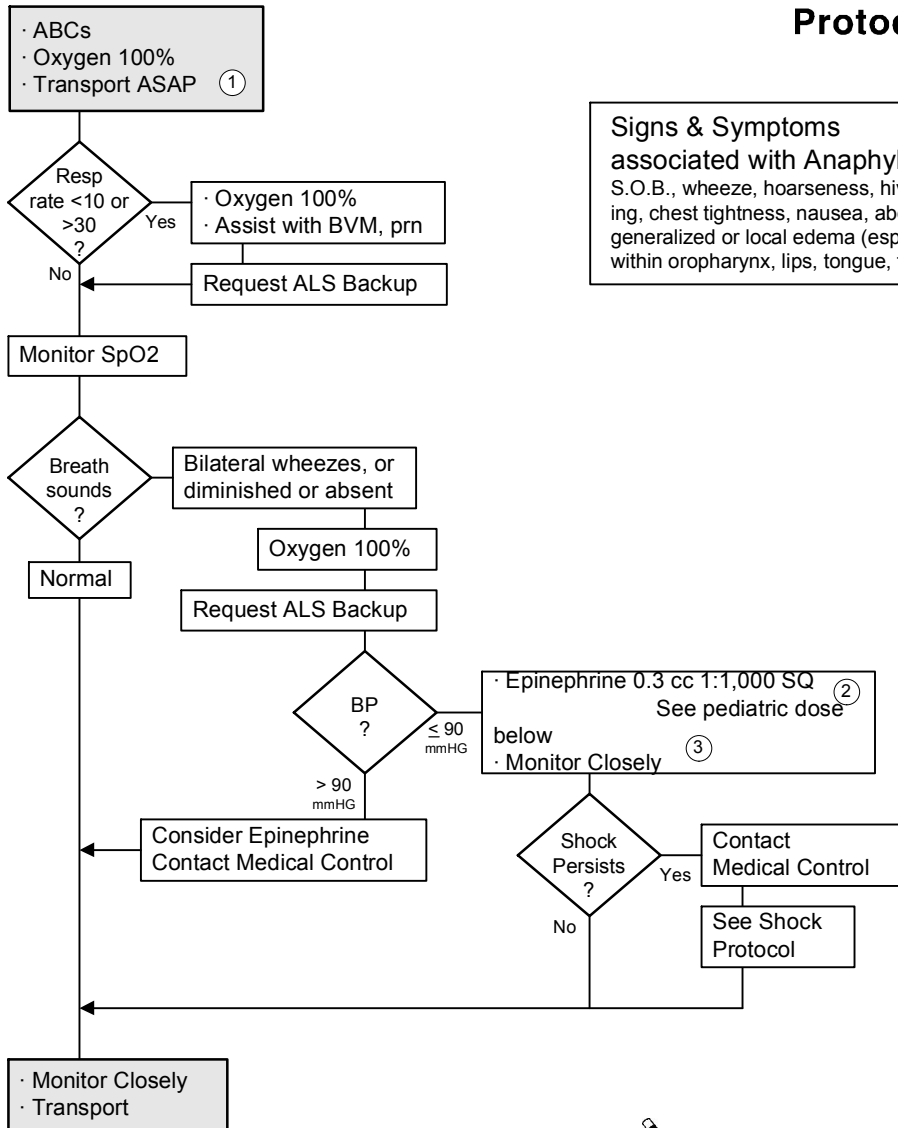 · ABCs
· Oxygen 100%
· Transport ASAP 1
Signs & Symptoms
associated with
S.O.B., wheeze, hoarseness,
ing, chest tightness, nausea,
generalized or local edema
within oropharynx, lips, tongue,
Resp
rate <10 or
>30
?
Yes
No
· Oxygen 100%
· Assist with BVM, prn
Request ALS Backup
Monitor SpO2
Breath
sounds
?
Bilateral wheezes, or
diminished or absent
Oxygen 100%
Normal
Request ALS Backup
BP
?
≤ 90
mmHG
> 90
mmHG
· Epinephrine 0.3 cc 1:1,000 SQ 2
See pediatric dose
below
· Monitor Closely 3
Consider Epinephrine
Contact Medical Control
Shock
Persists
?
Yes
No
Contact
Medical Control
See Shock
Protocol
· Monitor Closely
· Transport